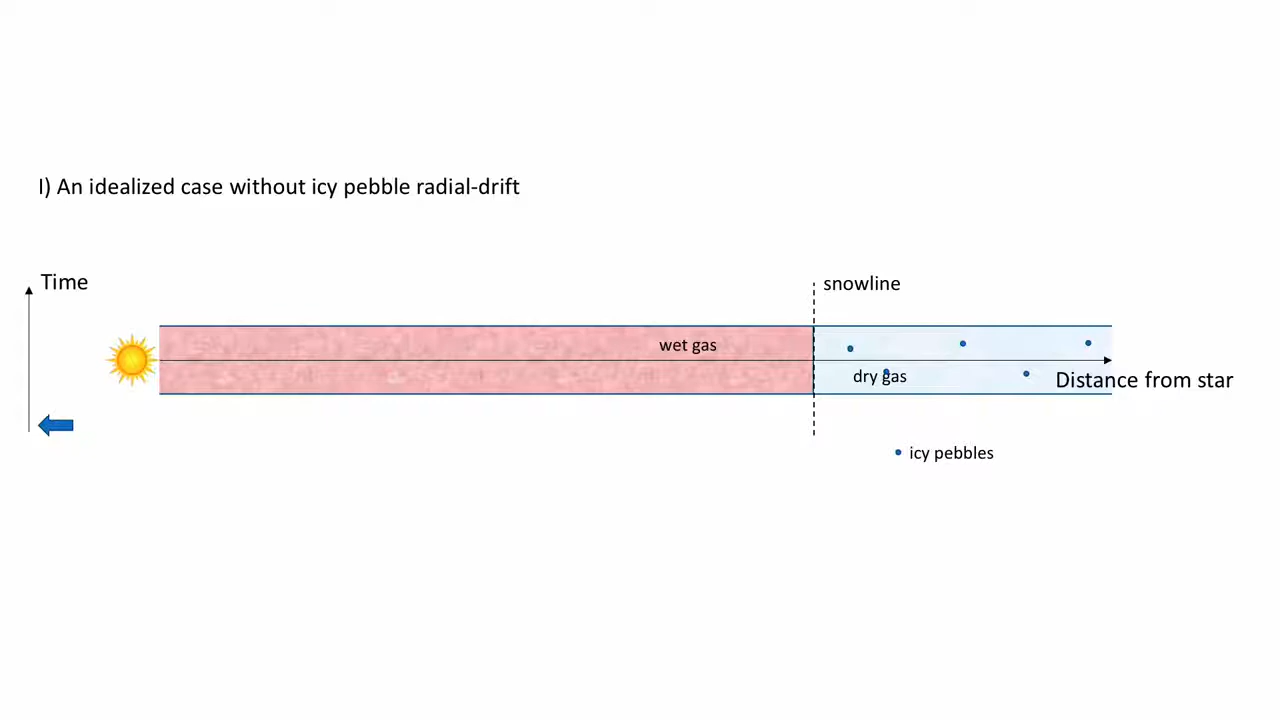 I) An idealized case without icy pebble radial-drift
Time
snowline
wet gas
dry gas
Distance from star
icy pebbles